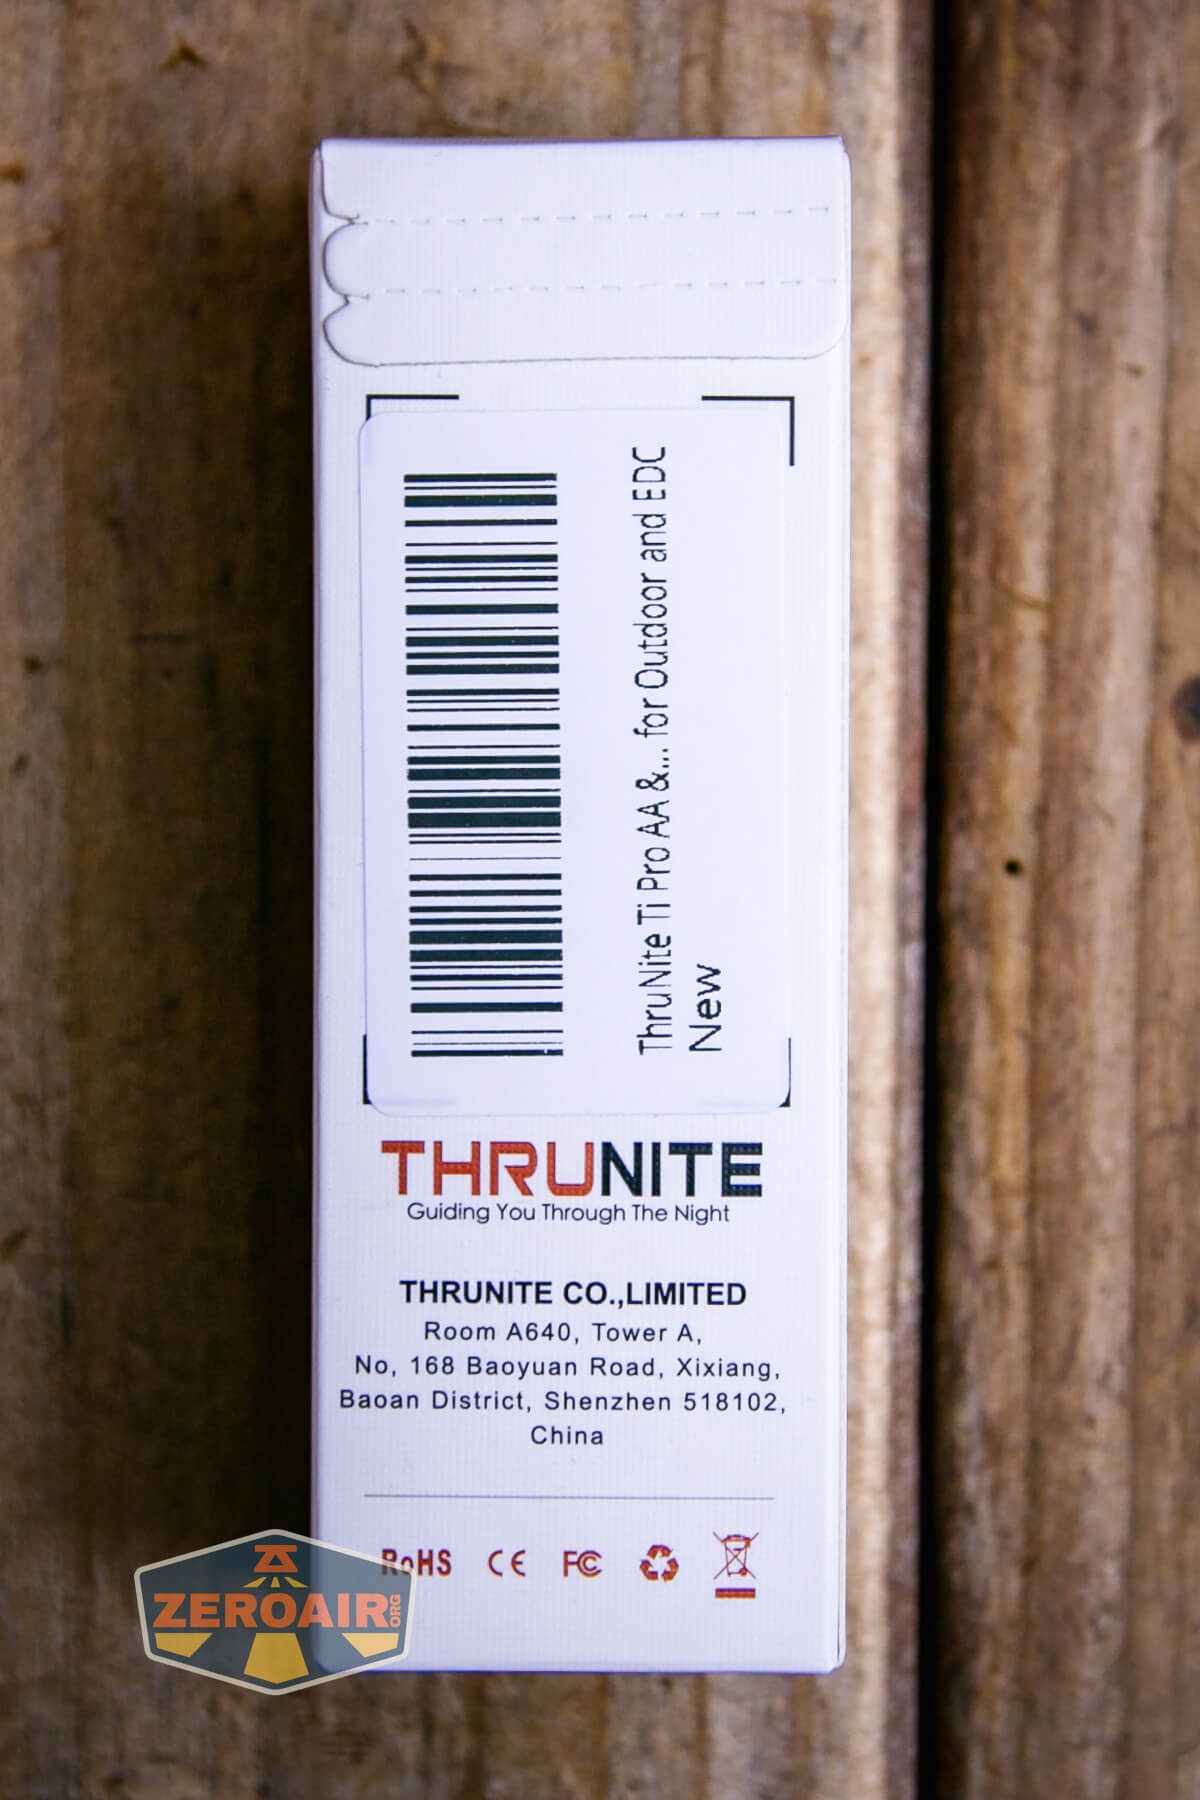 ThruNite Ti Pro AA &... for Outdoor and EDC
New
THRUNITE
Guiding You Through The Night
THRUNITE CO.,LIMITED
Room A640, Tower A,
No, 168 Baoyuan Road, Xixiang,
Baoan District, Shenzhen 518102,
China
RoHS CE FC
ZEROAIR.ORG